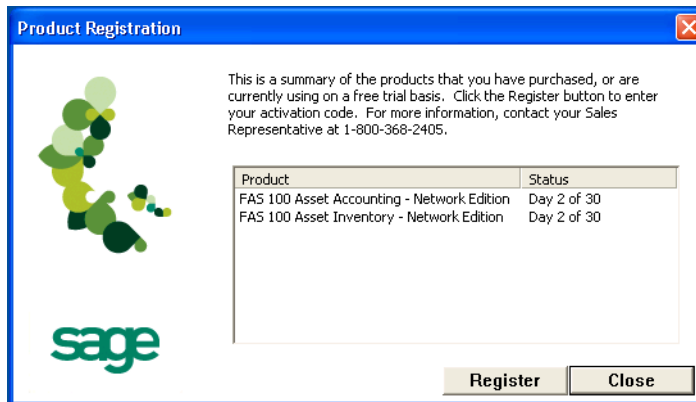 Product Registration
This is a summary of the products that you have purchased, or are
currently using on a free trial basis.  Click the Register button to enter
your activation code.  For more information, contact your Sales
Representative at 1-800-368-2405.
Product Status
FAS 100 Asset Accounting - Network Edition Day 2 of 30
FAS 100 Asset Inventory - Network Edition Day 2 of 30
sage
Register Close